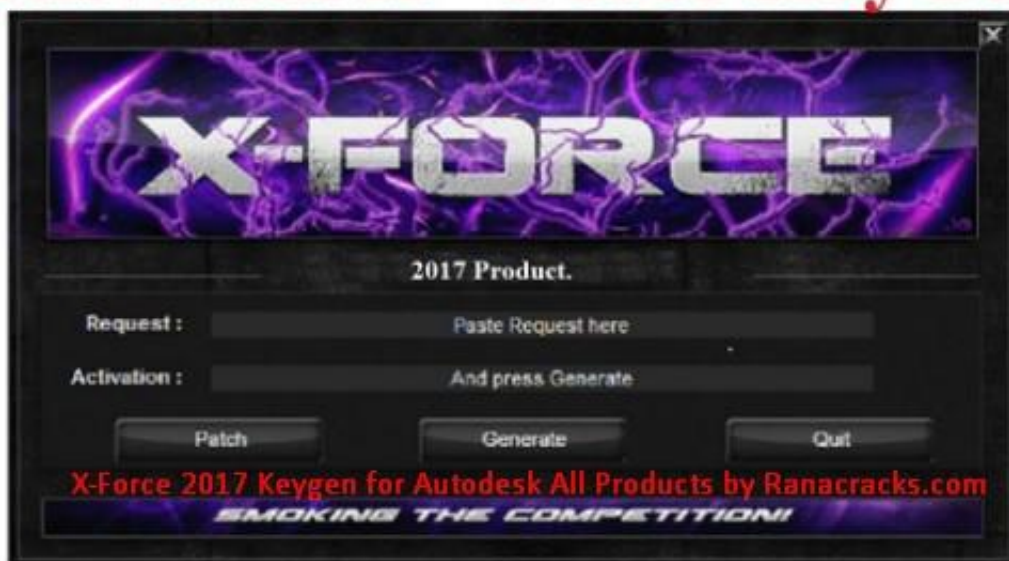 X-FORCE
2017 Product.
Request : Paste Request here
Activation : And press Generate
Patch Generate Quit
X-Force 2017 Keygen for Autodesk All Products by Ranacracks.com
SMOKING THE COMPETITION!